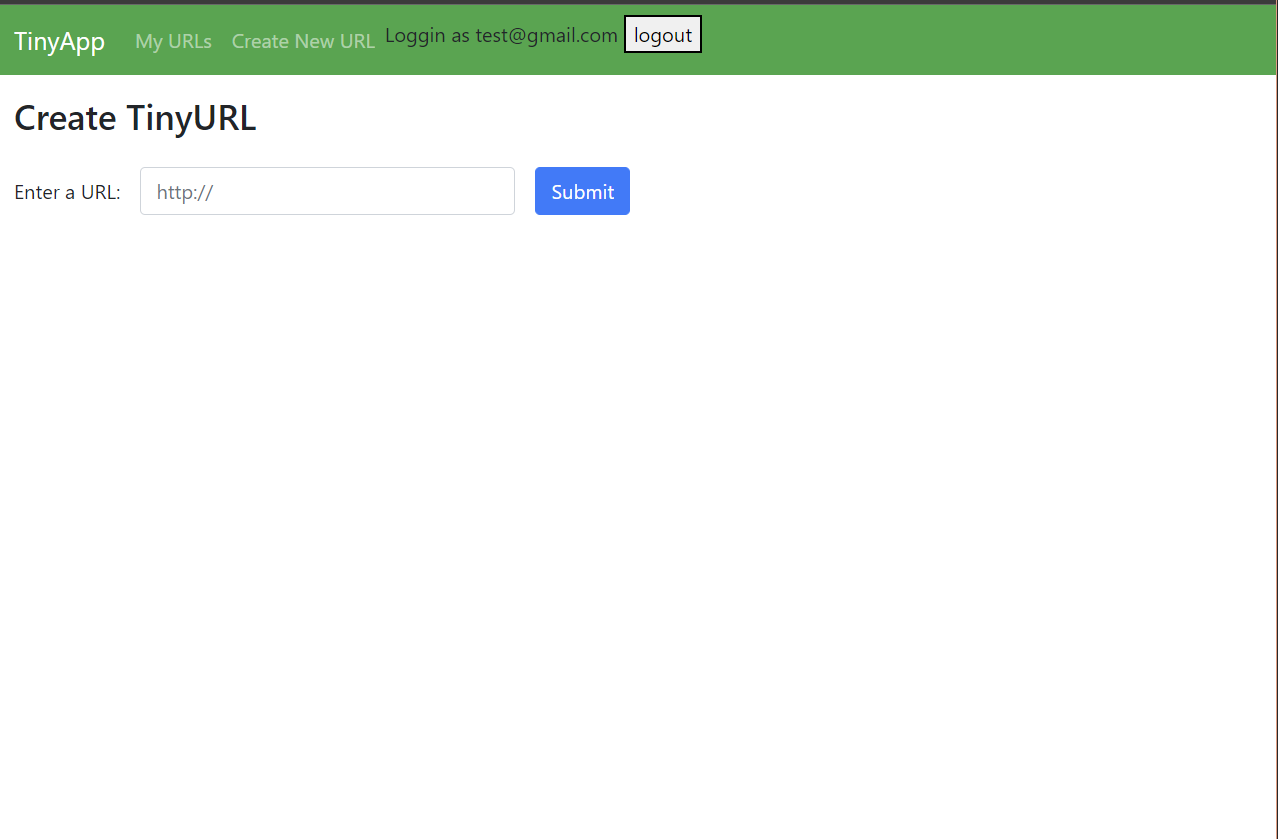 TinyApp My URLs Create New URL Loggin as test@gmail.com logout
Create TinyURL
Enter a URL: http:// Submit